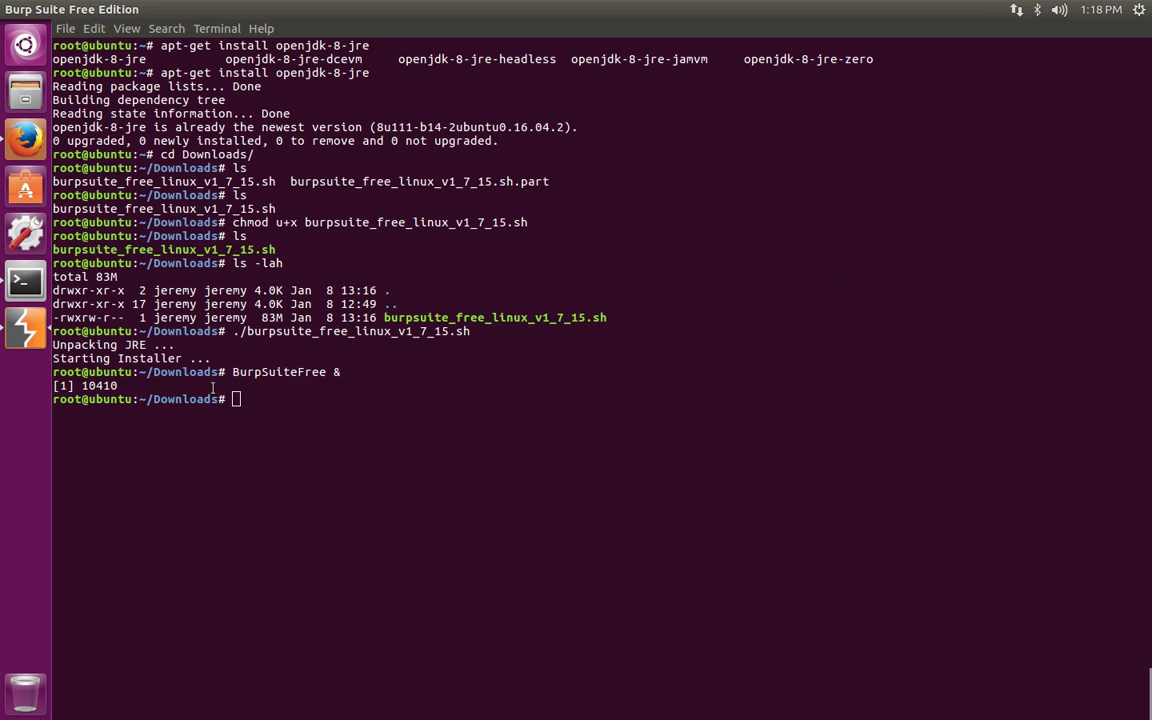 Burp Suite Free Edition
1:18 PM
File Edit View Search Terminal Help
root@ubuntu:~# apt-get install openjdk-8-jre
openjdk-8-jre openjdk-8-jre-dcevm openjdk-8-jre-headless openjdk-8-jre-jamvm openjdk-8-jre-zero
root@ubuntu:~# apt-get install openjdk-8-jre
Reading package lists... Done
Building dependency tree
Reading state information... Done
openjdk-8-jre is already the newest version (8u111-b14-2ubuntu0.16.04.2).
0 upgraded, 0 newly installed, 0 to remove and 0 not upgraded.
root@ubuntu:~# cd Downloads/
root@ubuntu:~/Downloads# ls
burpsuite_free_linux_v1_7_15.sh burpsuite_free_linux_v1_7_15.sh.part
root@ubuntu:~/Downloads# ls
burpsuite_free_linux_v1_7_15.sh
root@ubuntu:~/Downloads# chmod u+x burpsuite_free_linux_v1_7_15.sh
root@ubuntu:~/Downloads# ls
burpsuite_free_linux_v1_7_15.sh
root@ubuntu:~/Downloads# ls -lah
total 83M
drwxr-xr-x 2 jeremy jeremy 4.0K Jan 8 13:16 .
drwxr-xr-x 17 jeremy jeremy 4.0K Jan 8 12:49 ..
-rwxrw-r-- 1 jeremy jeremy 83M Jan 8 13:16 burpsuite_free_linux_v1_7_15.sh
root@ubuntu:~/Downloads# ./burpsuite_free_linux_v1_7_15.sh
Unpacking JRE ...
Starting Installer ...
root@ubuntu:~/Downloads# BurpSuiteFree &
[1] 10410
root@ubuntu:~/Downloads#